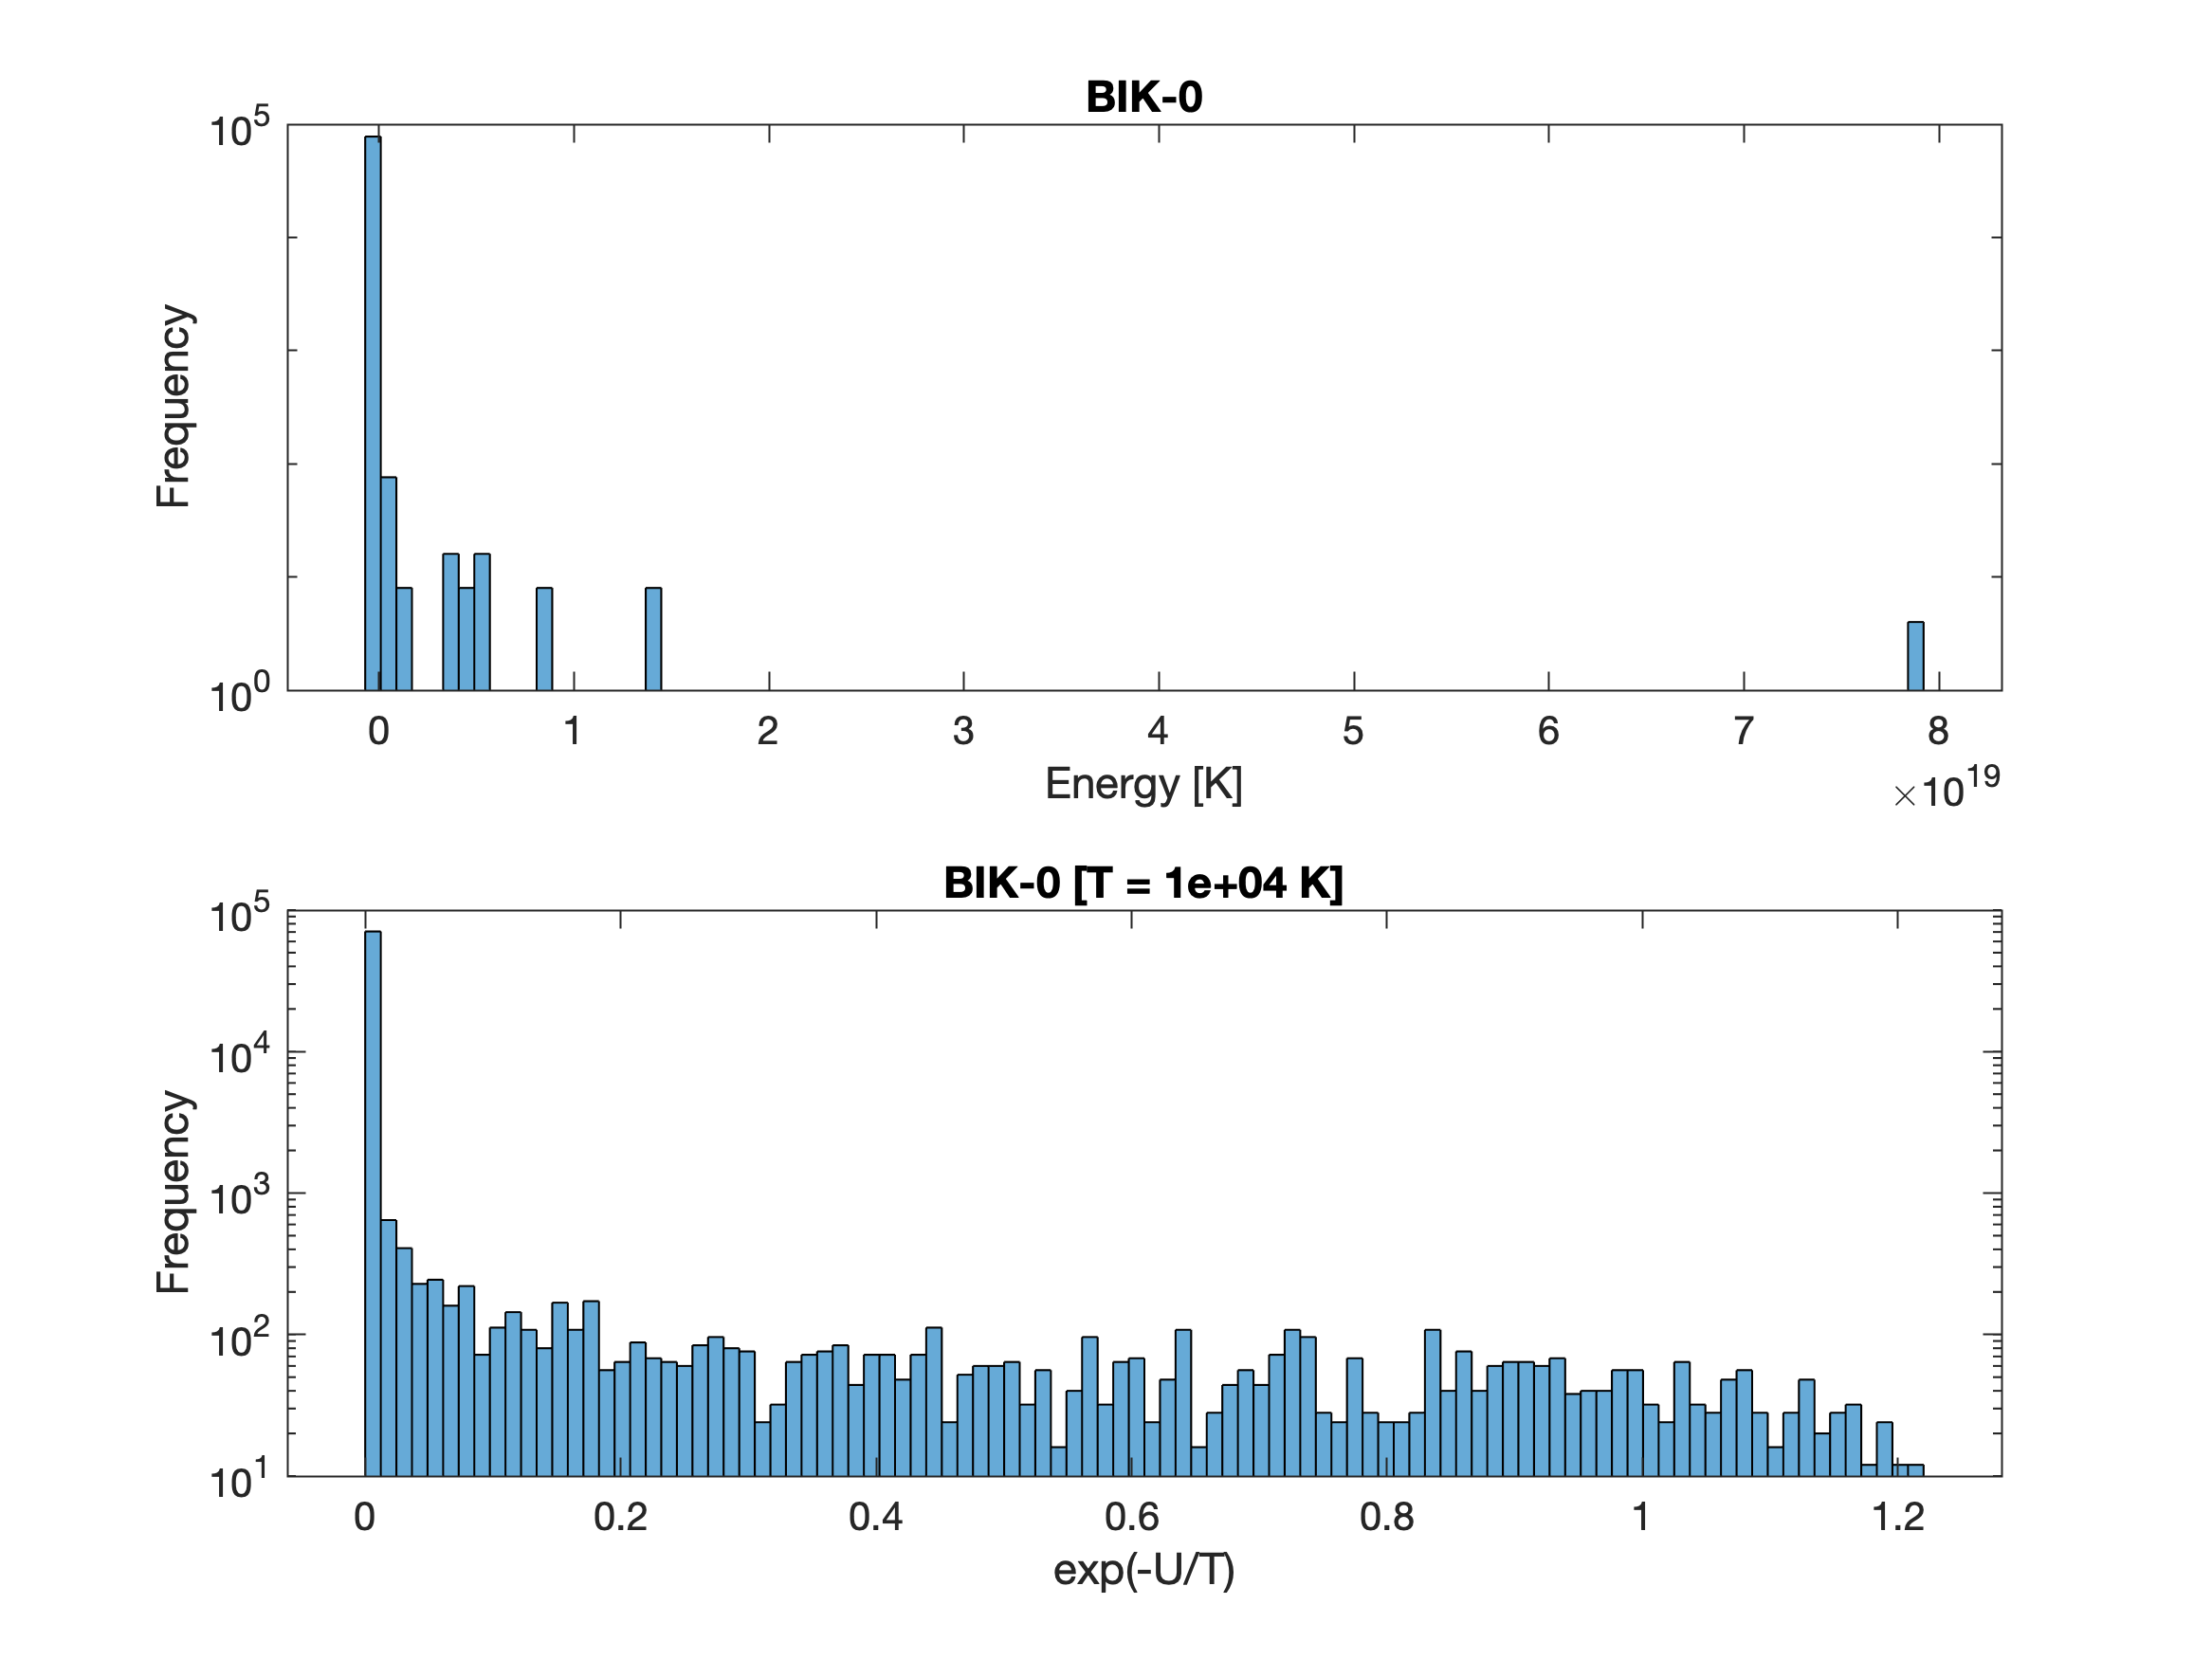 BIK-0
10^5
Frequency
10^0
0 1 2 3 4 5 6 7 8
Energy [K]
×10^19
BIK-0 [T = 1e+04 K]
10^5
10^4
10^3
Frequency
10^2
10^1
0 0.2 0.4 0.6 0.8 1 1.2
exp(-U/T)